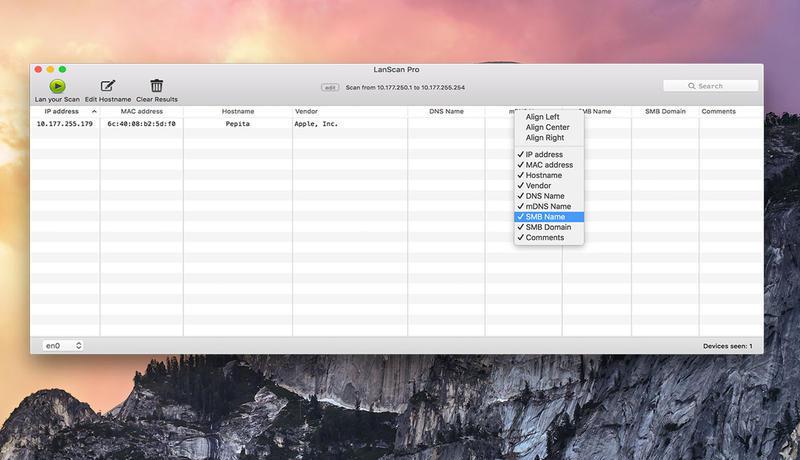 LanScan Pro
edit Scan from 10.177.250.1 to 10.177.255.254
Search
Lan your Scan Edit Hostname Clear Results
IP address MAC address Hostname Vendor DNS Name SMB Domain Comments
10.177.255.179 6c:40:08:b2:5d:f0 Pepita Apple, Inc.
Align Left
Align Center
Align Right
✓ IP address
✓ MAC address
✓ Hostname
✓ Vendor
✓ DNS Name
✓ mDNS Name
✓ SMB Name
✓ SMB Domain
✓ Comments
en0
Devices seen: 1